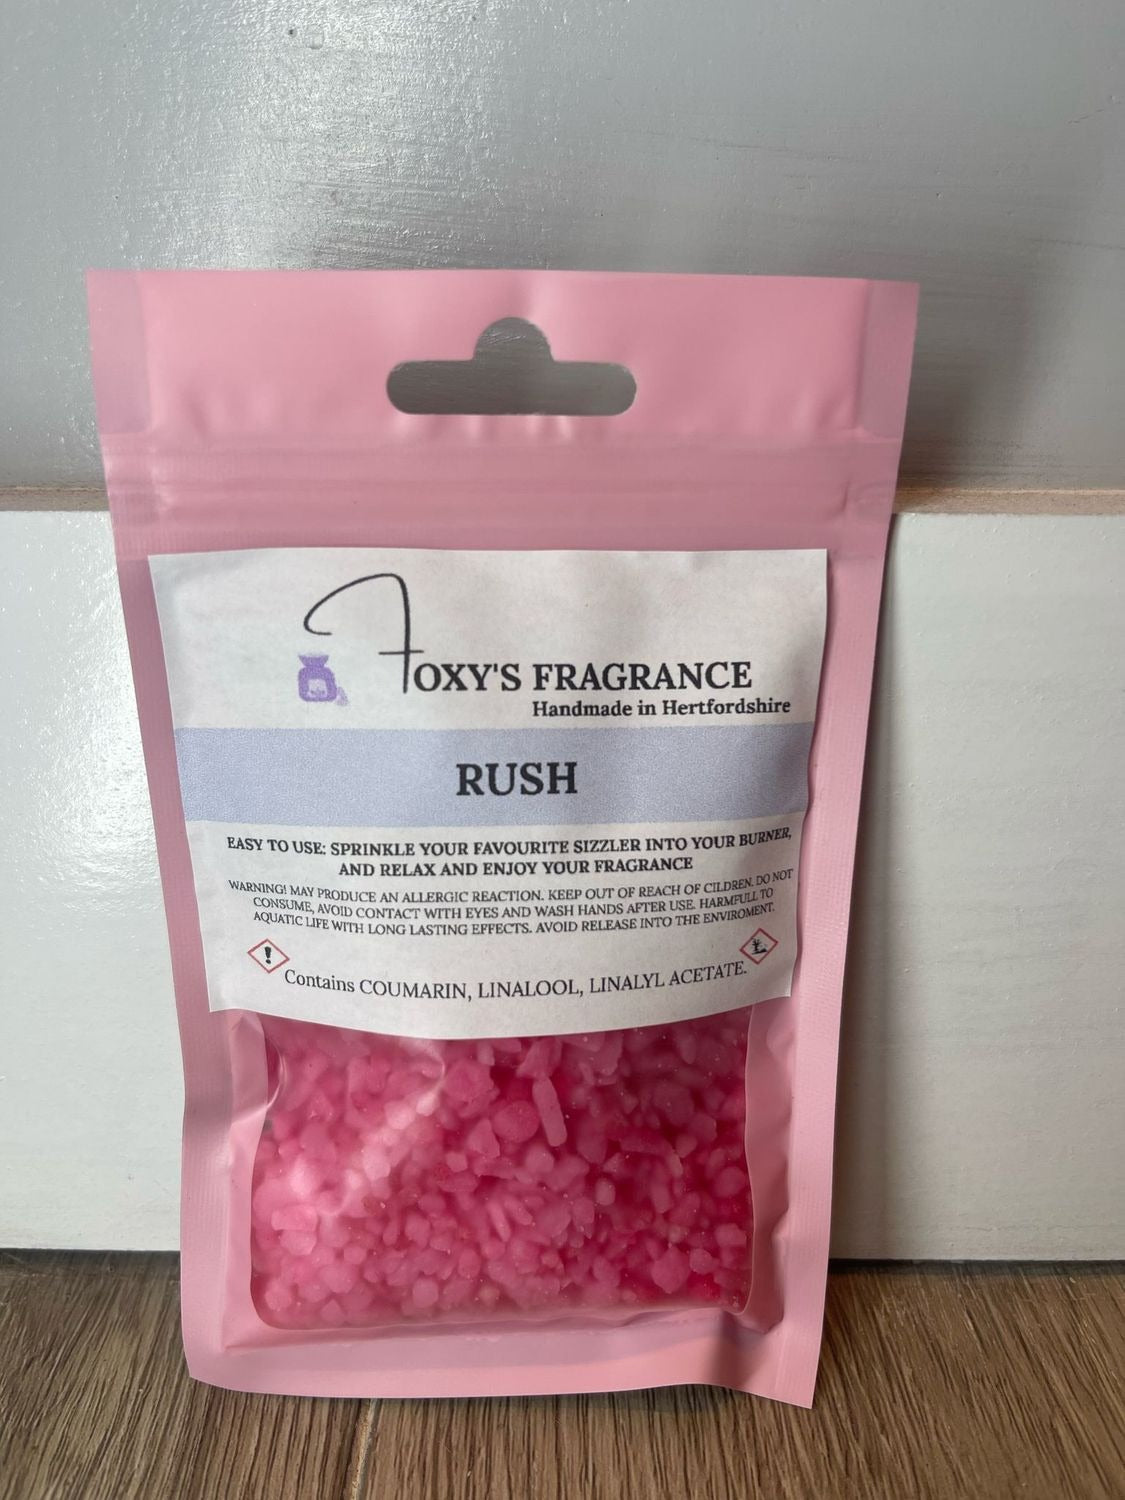 FOXY'S FRAGRANCE
Handmade in Hertfordshire
RUSH
EASY TO USE: SPRINKLE YOUR FAVOURITE SIZZLER INTO YOUR BURNER,
AND RELAX AND ENJOY YOUR FRAGRANCE
WARNING! MAY PRODUCE AN ALLERGIC REACTION. KEEP OUT OF REACH OF CILDREN. DO NOT
CONSUME, AVOID CONTACT WITH EYES AND WASH HANDS AFTER USE. HARMFULL TO
AQUATIC LIFE WITH LONG LASTING EFFECTS. AVOID RELEASE INTO THE ENVIROMENT.
Contains COUMARIN, LINALOOL, LINALYL ACETATE.